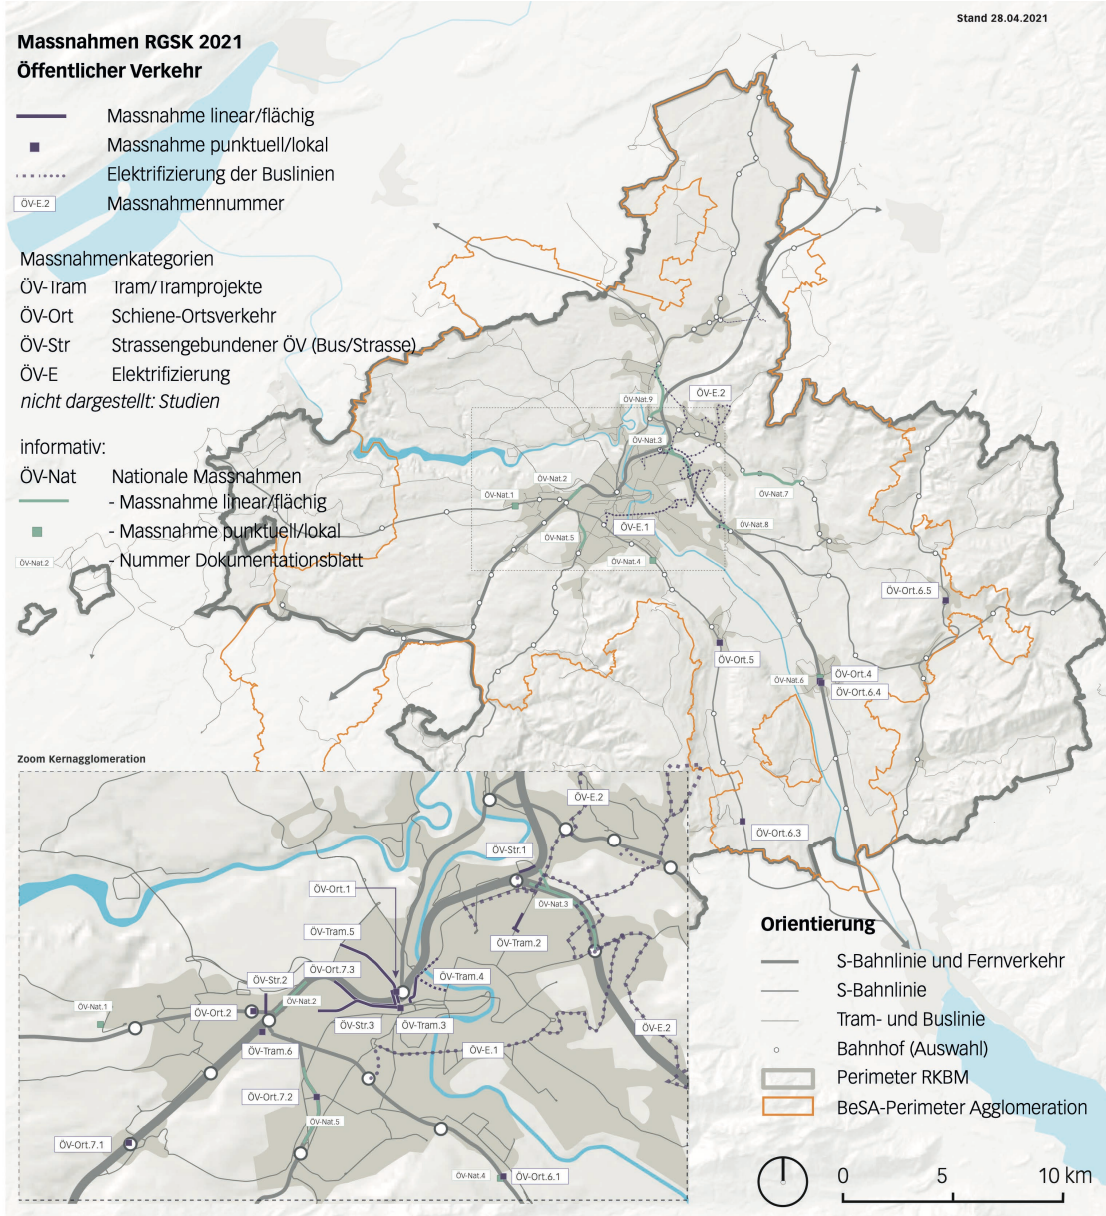 Stand 28.04.2021
Massnahmen RGSK 2021
Öffentlicher Verkehr
Massnahme linear/flächig
Massnahme punktuell/lokal
Elektrifizierung der Buslinien
ÖV-E.2 Massnahmennummer
Massnahmenkategorien
ÖV-Tram Tram/Tramprojekte
ÖV-Ort Schiene-Ortsverkehr
ÖV-Str Strassengebundener ÖV (Bus/Strasse)
ÖV-E Elektrifizierung
nicht dargestellt: Studien
informativ:
ÖV-Nat Nationale Massnahmen
- Massnahme linear/flächig
- Massnahme punktuell/lokal
ÖV-Nat.2 - Nummer Dokumentationsblatt
ÖV-E.2
ÖV-Nat.9
ÖV-Nat.3
ÖV-Nat.2
ÖV-Nat.1
ÖV-Nat.7
ÖV-E.1
ÖV-Nat.8
ÖV-Nat.5
ÖV-Nat.4
ÖV-Ort.6.5
ÖV-Ort.5
ÖV-Nat.6
ÖV-Ort.4
ÖV-Ort.6.4
ÖV-Ort.6.3
Zoom Kernagglomeration
ÖV-E.2
ÖV-Str.1
ÖV-Ort.1
ÖV-Nat.3
ÖV-Tram.5
ÖV-Tram.2
ÖV-Ort.7.3
ÖV-Tram.4
ÖV-Str.2
ÖV-Nat.2
ÖV-Nat.1
ÖV-Ort.2
ÖV-Str.3
ÖV-Tram.3
ÖV-E.2
ÖV-Tram.6
ÖV-E.1
ÖV-Ort.7.2
ÖV-Nat.5
ÖV-Ort.7.1
ÖV-Nat.4
ÖV-Ort.6.1
Orientierung
S-Bahnlinie und Fernverkehr
S-Bahnlinie
Tram- und Buslinie
Bahnhof (Auswahl)
Perimeter RKBM
BeSA-Perimeter Agglomeration
0 5 10 km